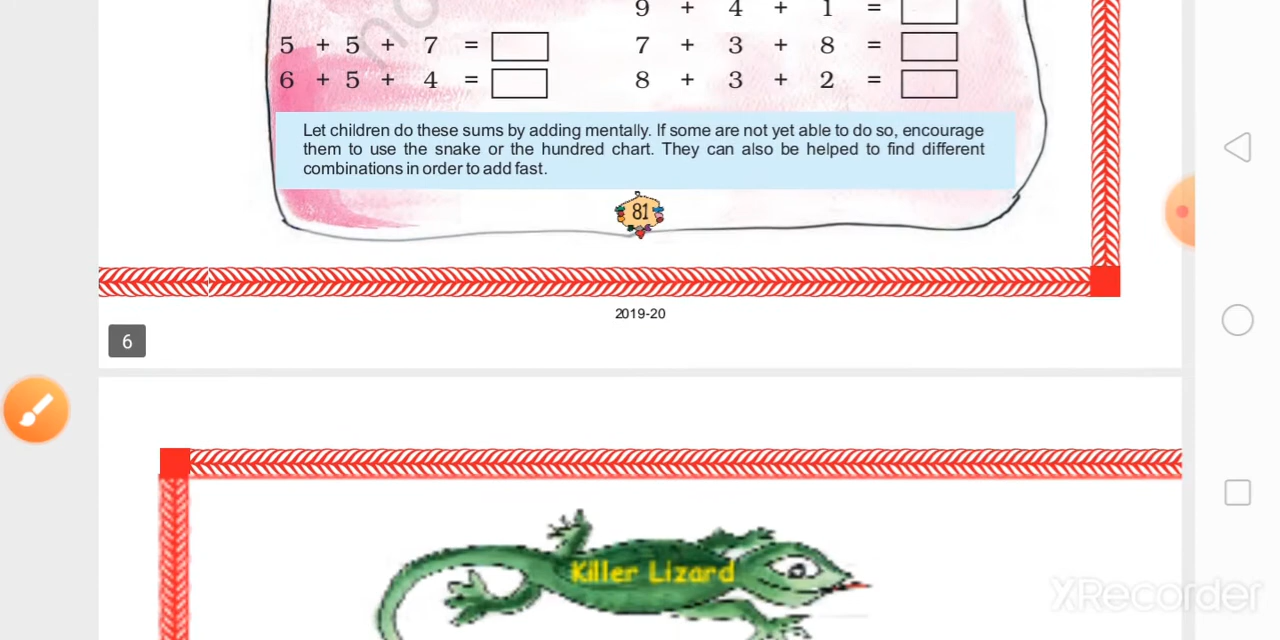 9 + 4 + 1 =
5 + 5 + 7 = 7 + 3 + 8 =
6 + 5 + 4 = 8 + 3 + 2 =
Let children do these sums by adding mentally. If some are not yet able to do so, encourage
them to use the snake or the hundred chart. They can also be helped to find different
combinations in order to add fast.
81
2019-20
6
Killer Lizard
XRecorder